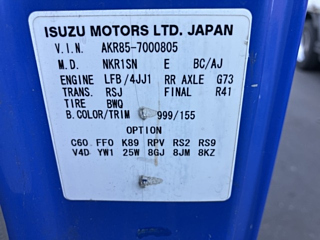 ISUZU MOTORS LTD. JAPAN
V.I.N. AKR85-7000805
M.D. NKR1SN E BC/AJ
ENGINE LFB/4JJ1 RR AXLE G73
TRANS. RSJ FINAL R41
TIRE BWQ
B.COLOR/TRIM 999/155
OPTION
C60 FF0 K89 RPV RS2 RS9
V4D YW1 25W 8GJ 8JM 8KZ